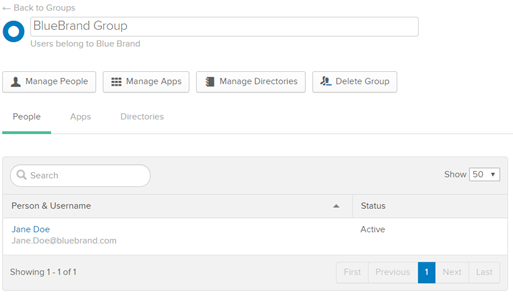 ← Back to Groups
BlueBrand Group
Users belong to Blue Brand
Manage People Manage Apps Manage Directories Delete Group
People Apps Directories
Search Show 50
Person & Username Status
Jane Doe Active
Jane.Doe@bluebrand.com
Showing 1 - 1 of 1 First Previous 1 Next Last